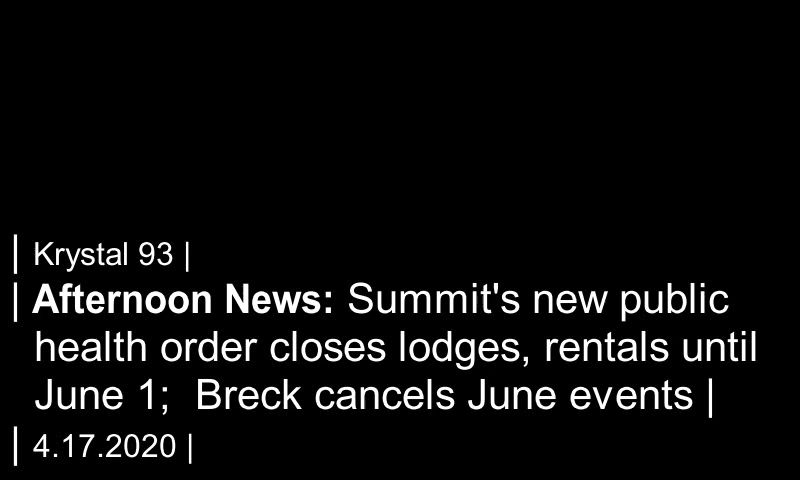 | Krystal 93 |
| Afternoon News: Summit's new public
health order closes lodges, rentals until
June 1;  Breck cancels June events |
| 4.17.2020 |